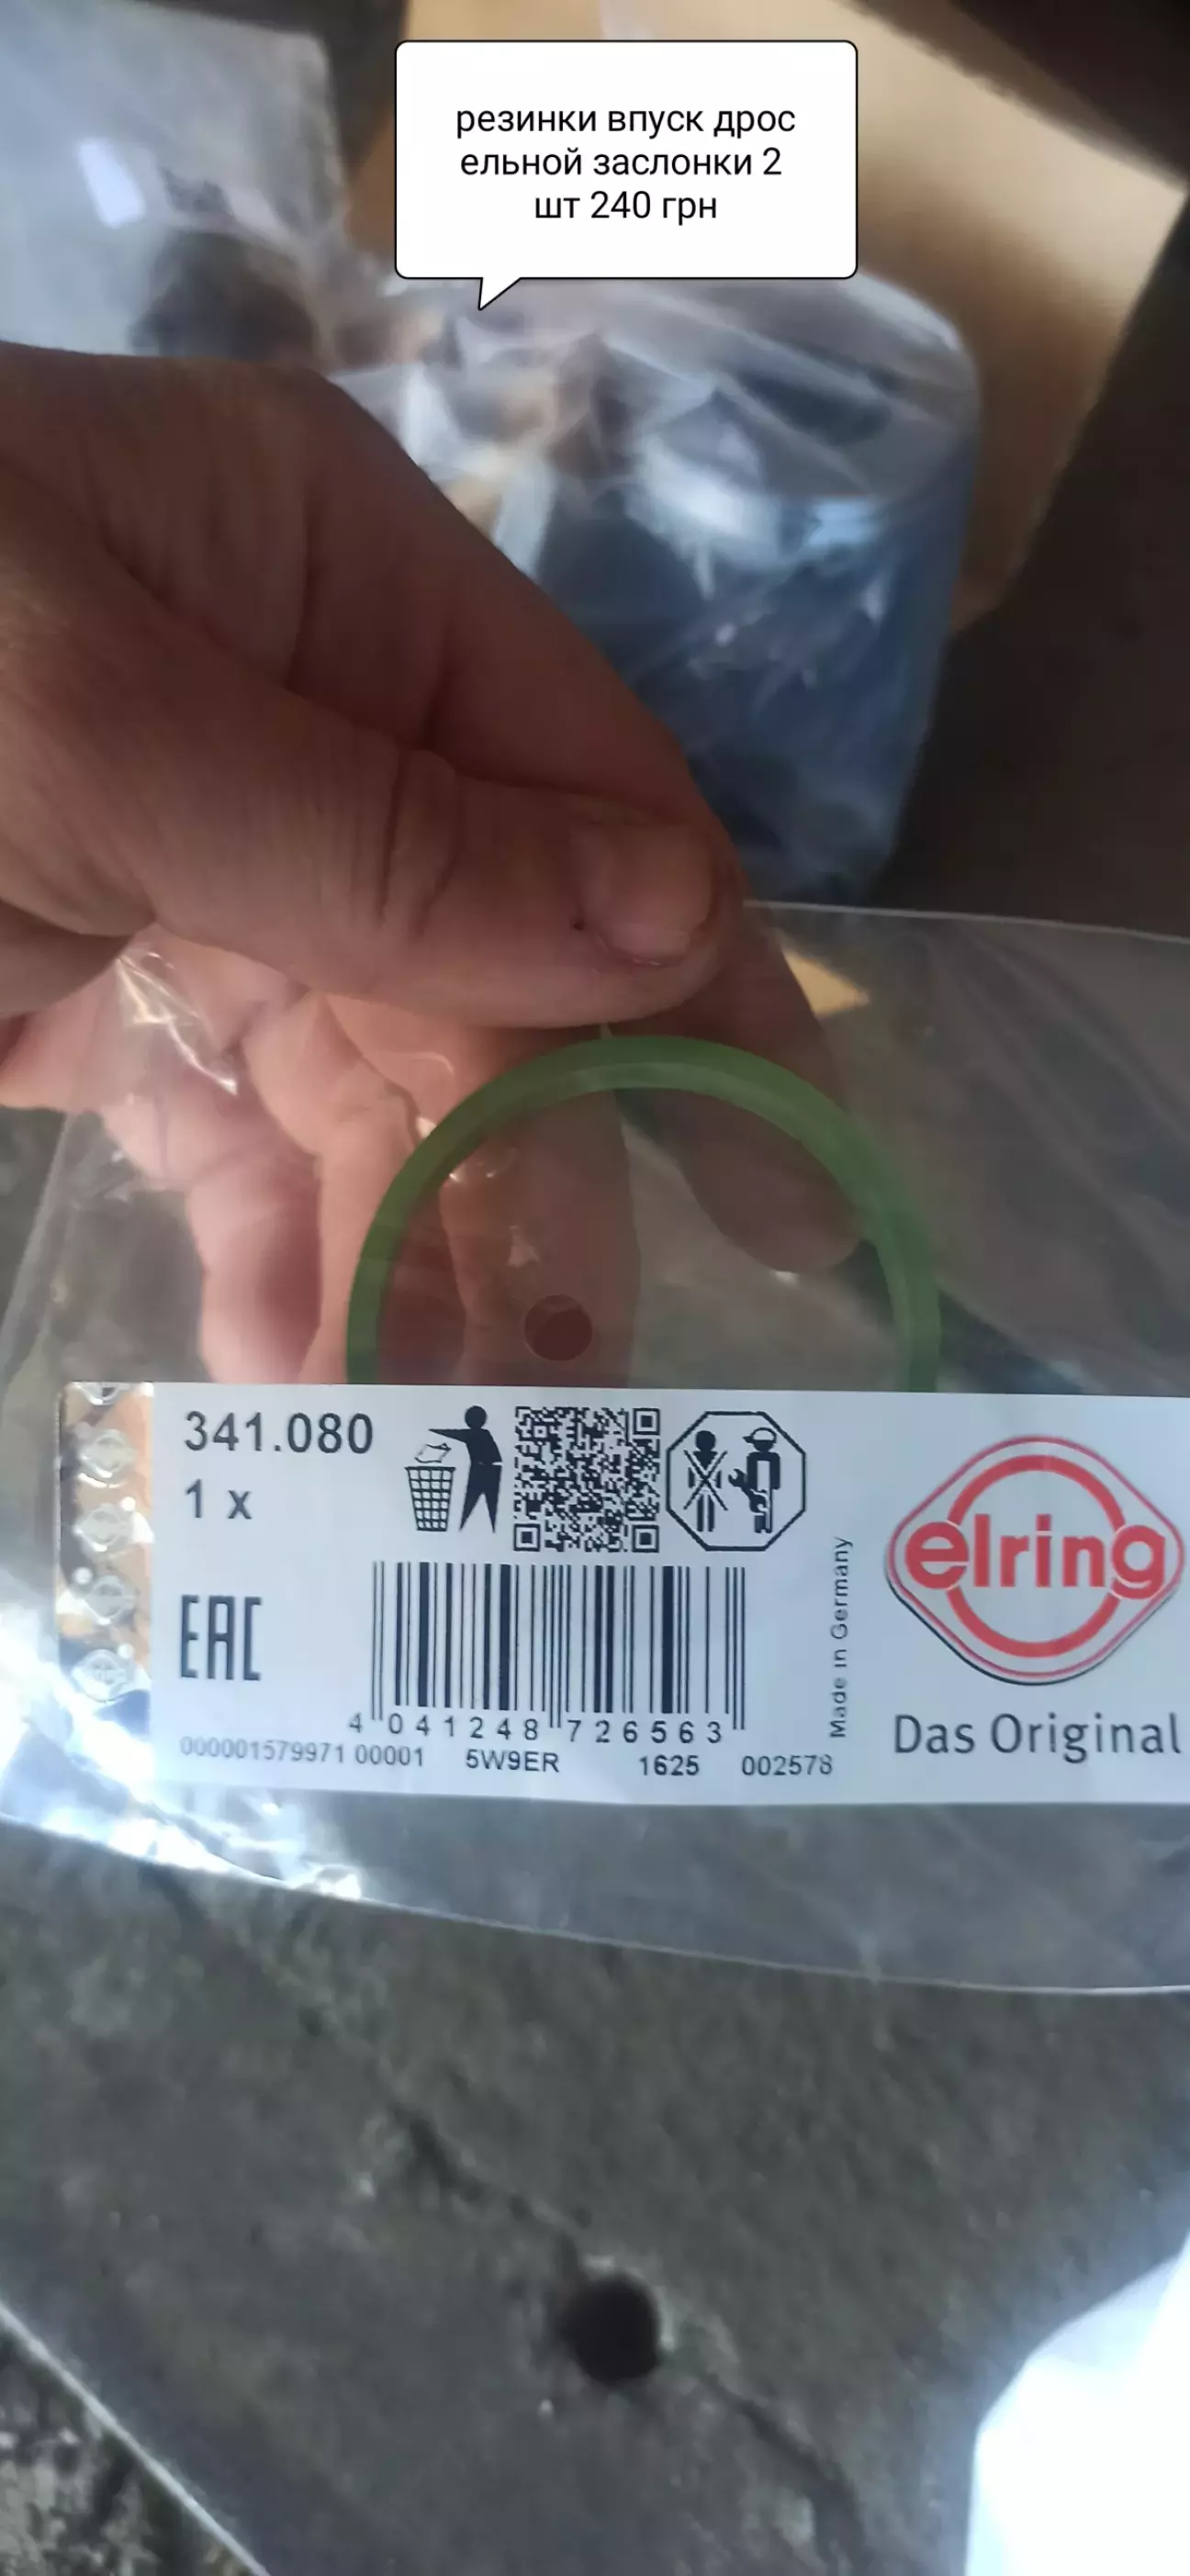 резинки впуск дрос
ельной заслонки 2
шт 240 грн
341.080
1 x
EAC
elring
Das Original
Made in Germany
4 041248 726563
000001579971 00001 5W9ER 1625 002578